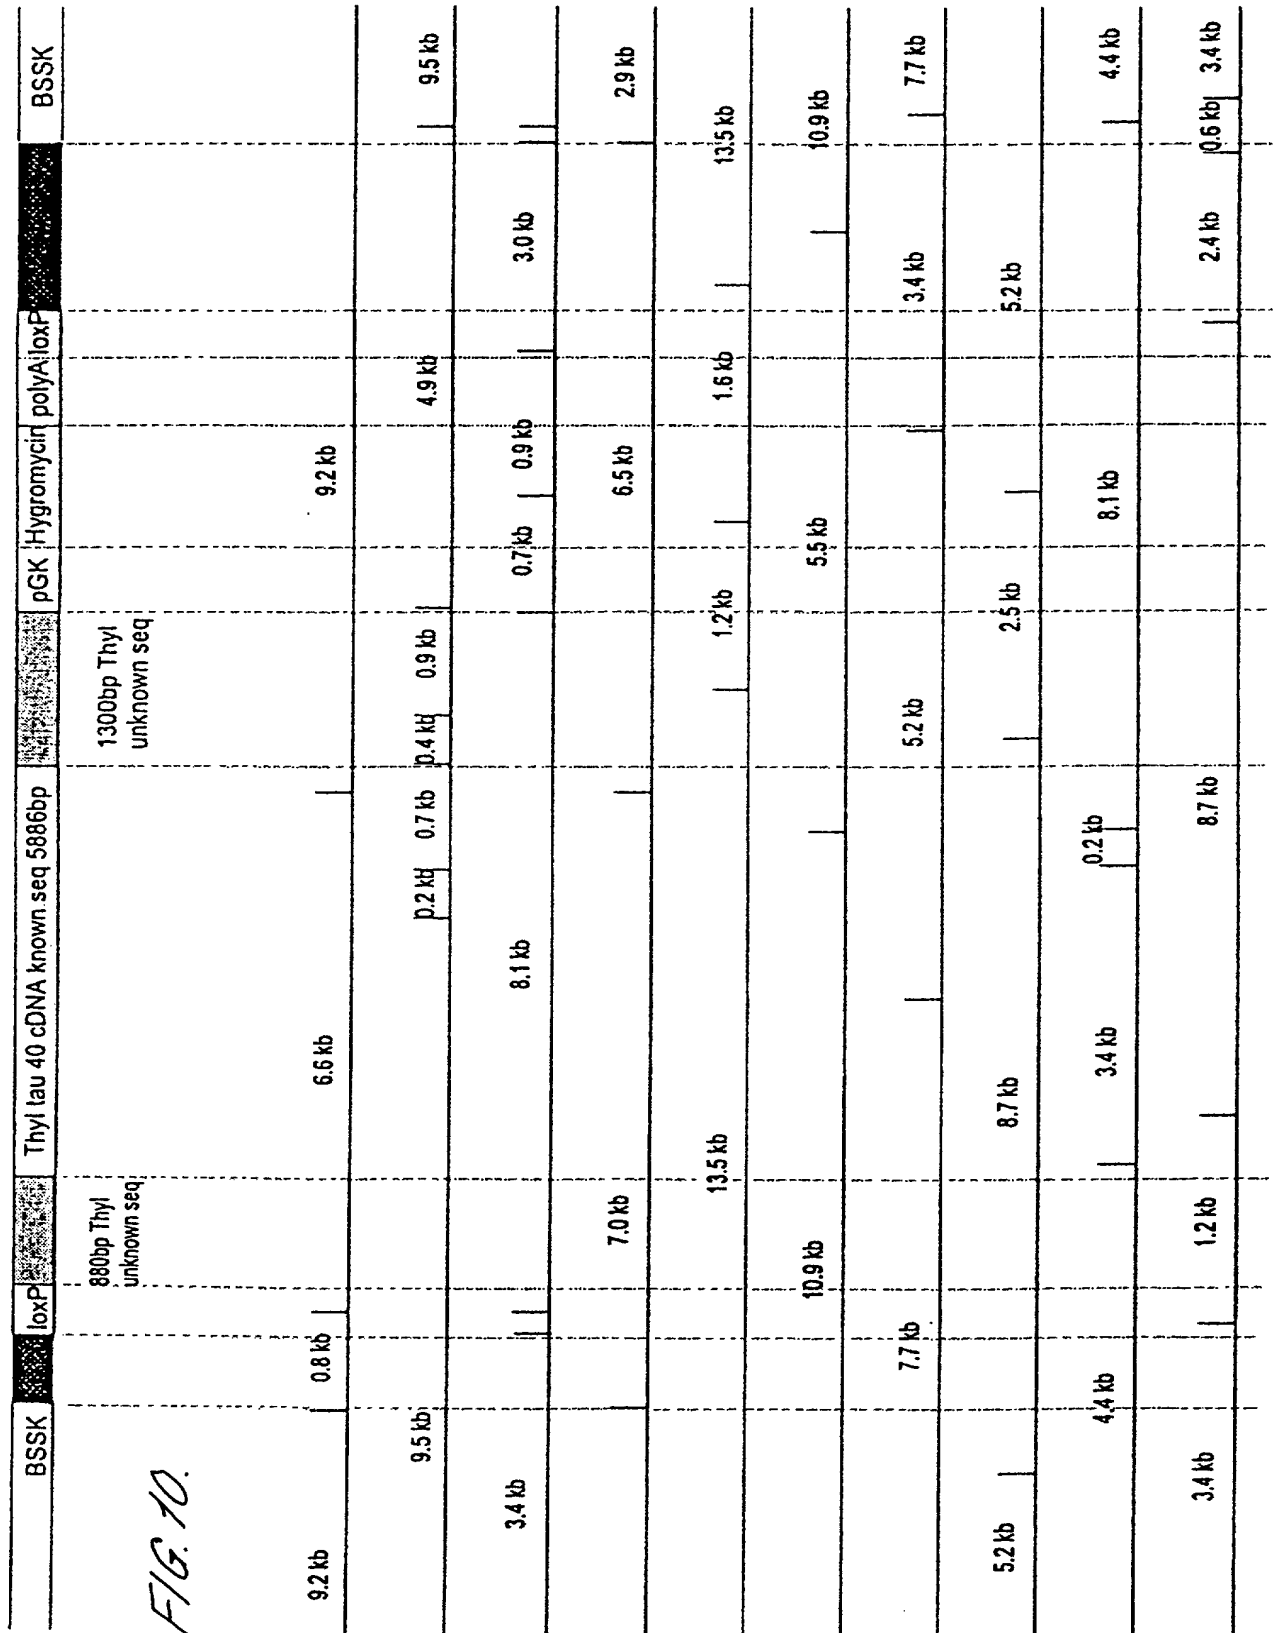 BSSK loxP Thyl tau 40 cDNA known seq 5886bp pGK Hygromycin polyA loxP BSSK
880bp Thyl 1300bp Thyl
unknown seq unknown seq
FIG. 10.
9.2 kb 0.8 kb 6.6 kb 9.2 kb
9.5 kb 0.2 kb 0.7 kb 0.4 kb 0.9 kb 4.9 kb 9.5 kb
3.4 kb 8.1 kb 0.7 kb 0.9 kb 3.0 kb
7.0 kb 6.5 kb 2.9 kb
13.5 kb 1.2 kb 1.6 kb 13.5 kb
10.9 kb 5.5 kb 10.9 kb
7.7 kb 5.2 kb 3.4 kb 7.7 kb
5.2 kb 8.7 kb 2.5 kb 5.2 kb
4.4 kb 3.4 kb 0.2 kb 8.1 kb 4.4 kb
3.4 kb 1.2 kb 8.7 kb 2.4 kb 0.6 kb 3.4 kb